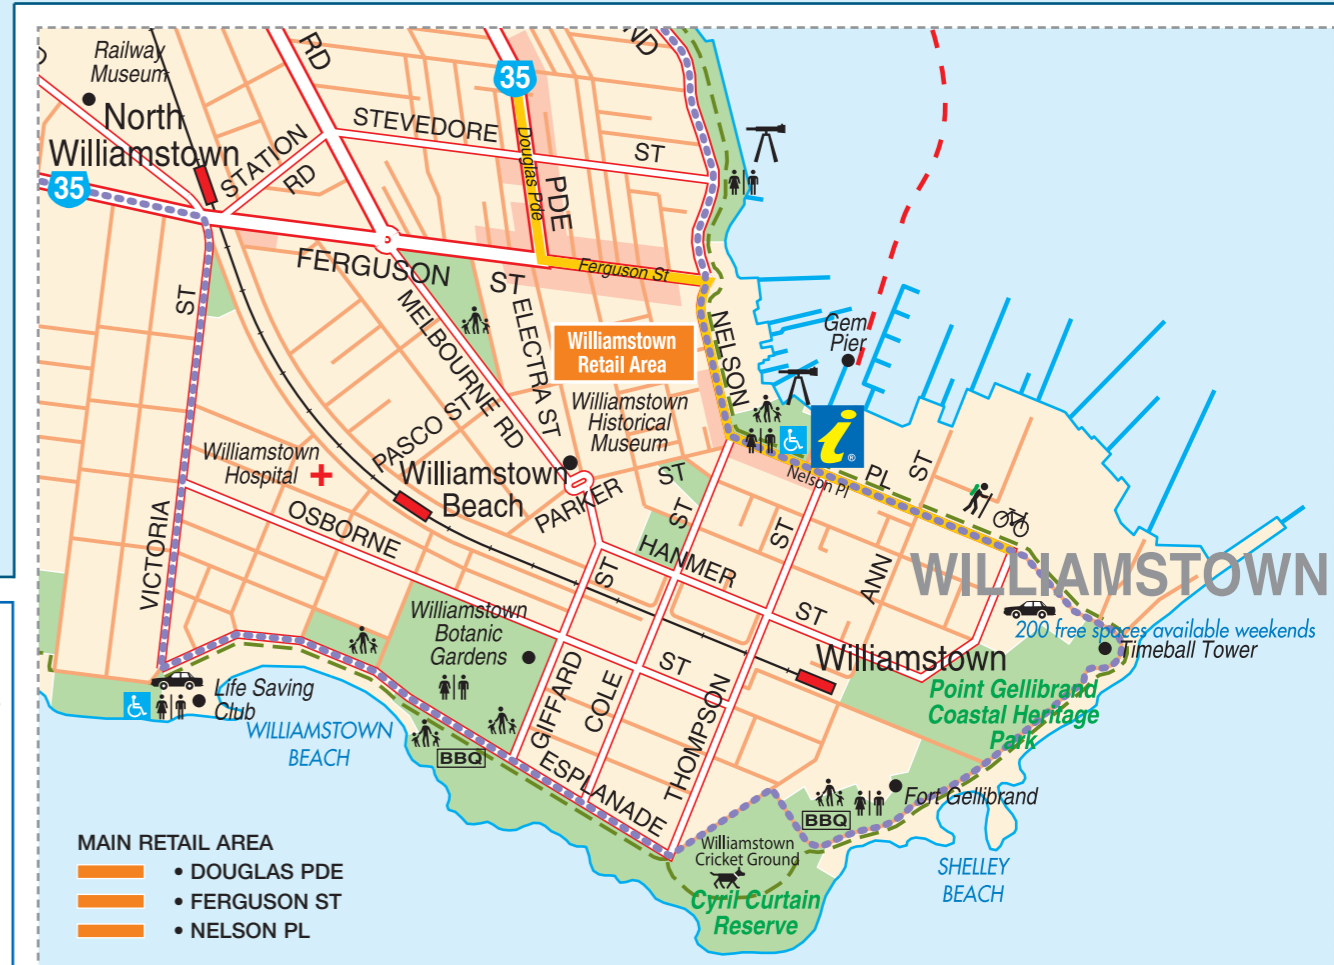 RD
ND
Railway
Museum
35
North
Williamstown
STATION
RD
STEVEDORE
ST
Douglas Pde
PDE
35
FERGUSON
ST
Ferguson St
ST
MELBOURNE RD
ELECTRA ST
NELSON
Williamstown
Retail Area
Gem
Pier
Williamstown
Historical
Museum
PASCO ST
Williamstown
Hospital
Williamstown
Beach
i
®
Nelson Pl
PL
ST
PARKER
ST
ST
ST
OSBORNE
HANMER
VICTORIA
ST
ANN
WILLIAMSTOWN
ST
200 free spaces available weekends
Timeball Tower
Williamstown
Botanic
Gardens
ST
Williamstown
GIFFARD
COLE
THOMPSON
Point Gellibrand
Coastal Heritage
Park
Life Saving
Club
WILLIAMSTOWN
BEACH
BBQ
ESPLANADE
Fort Gellibrand
BBQ
Williamstown
Cricket Ground
SHELLEY
BEACH
Cyril Curtain
Reserve
MAIN RETAIL AREA
• DOUGLAS PDE
• FERGUSON ST
• NELSON PL